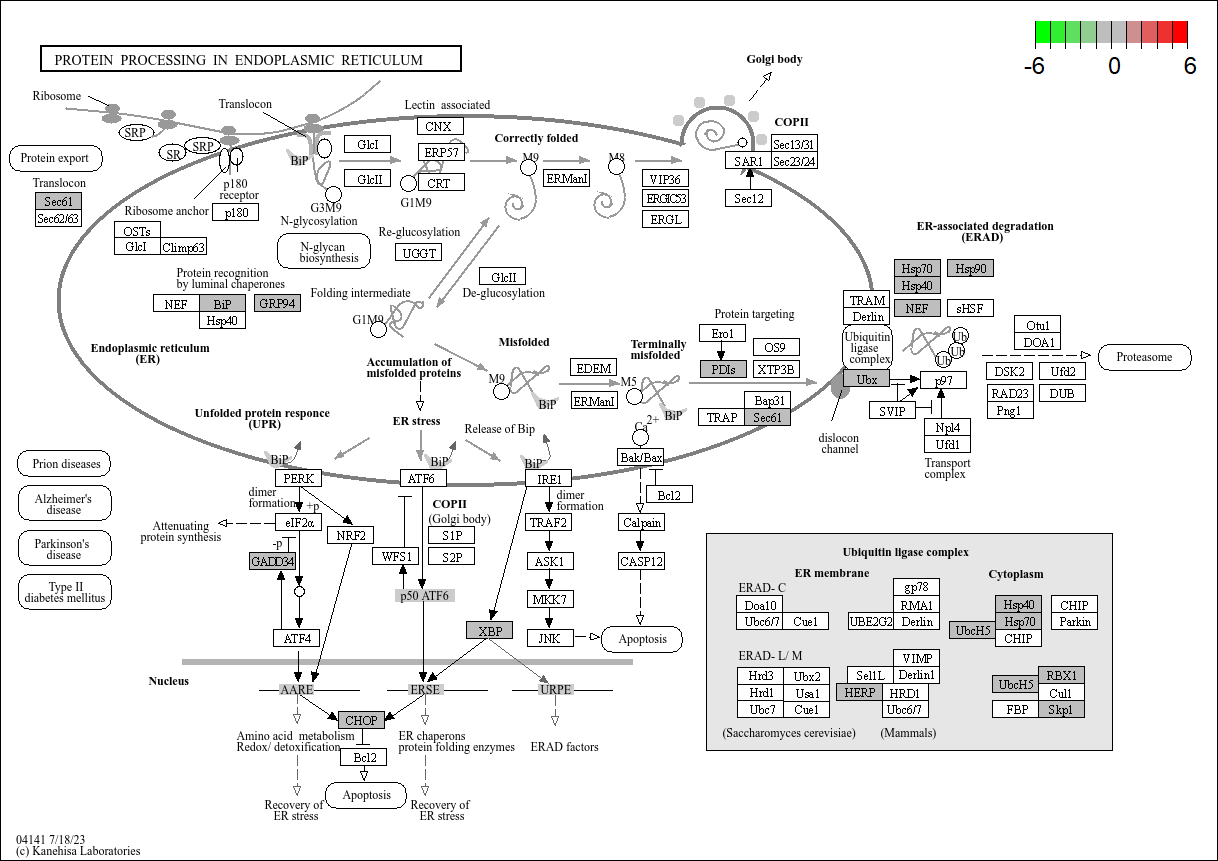 PROTEIN PROCESSING IN ENDOPLASMIC RETICULUM
-6 0 6
Golgi body
Ribosome
Translocon
Lectin associated
COPII
SRP
SR
SRP
CNX
Correctly folded
GlcI
ERP57
Sec13/31
SAR1
Sec23/24
Protein export
BiP
M9
M8
GlcII
CRT
ERManI
VIP36
Translocon
p180
receptor
G1M9
ERGIC53
Sec12
Sec61
G3M9
Sec62/63
Ribosome anchor
p180
N-glycosylation
ERGL
OSTs
GlcI
Climp63
N-glycan
biosynthesis
Re-glucosylation
UGGT
ER-associated degradation
(ERAD)
Protein recognition
by luminal chaperones
GlcII
De-glucosylation
Folding intermediate
Hsp70
Hsp90
Hsp40
NEF
BiP
GRP94
Hsp40
G1M9
TRAM
Derlin
NEF
sHSF
Protein targeting
Ero1
Otu1
DOA1
Ub
Ub
Ub
Ubiquitin
ligase
complex
Endoplasmic reticulum
(ER)
Accumulation of
misfolded proteins
Misfolded
Terminally
misfolded
OS9
Proteasome
PDIs
XTP3B
EDEM
M9
M5
ERManI
Ubx
p97
DSK2
Ufd2
RAD23
DUB
Png1
BiP
BiP
Bap31
TRAP
Sec61
SVIP
Unfolded protein responce
(UPR)
ER stress
Release of Bip
Ca2+
Npl4
Ufd1
dislocon
channel
Transport
complex
BiP
BiP
BiP
Bak/Bax
Prion diseases
PERK
ATF6
IRE1
Alzheimer's
disease
dimer
formation
+p
COPII
(Golgi body)
dimer
formation
Bcl2
Attenuating
protein synthesis
eIF2α
NRF2
S1P
TRAF2
Calpain
Parkinson's
disease
-p
GADD34
WFS1
S2P
ASK1
CASP12
Type II
diabetes mellitus
p50 ATF6
MKK7
ATF4
XBP
JNK
Apoptosis
Ubiquitin ligase complex
ER membrane
Cytoplasm
ERAD- C
gp78
Doa10
RMA1
Ubc6/7
Cue1
UBE2G2
Derlin
Hsp40
CHIP
Hsp70
Parkin
UbcH5
CHIP
ERAD- L/ M
VIMP
Hrd3
Ubx2
Sel1L
Derlin1
Hrd1
Usa1
HERP
HRD1
Ubc7
Cue1
Ubc6/7
UbcH5
RBX1
Cul1
FBP
Skp1
(Saccharomyces cerevisiae)
(Mammals)
Nucleus
AARE
ERSE
URPE
CHOP
Amino acid metabolism
Redox/ detoxification
ER chaperons
protein folding enzymes
ERAD factors
Bcl2
Apoptosis
Recovery of
ER stress
Recovery of
ER stress
04141 7/18/23
(c) Kanehisa Laboratories